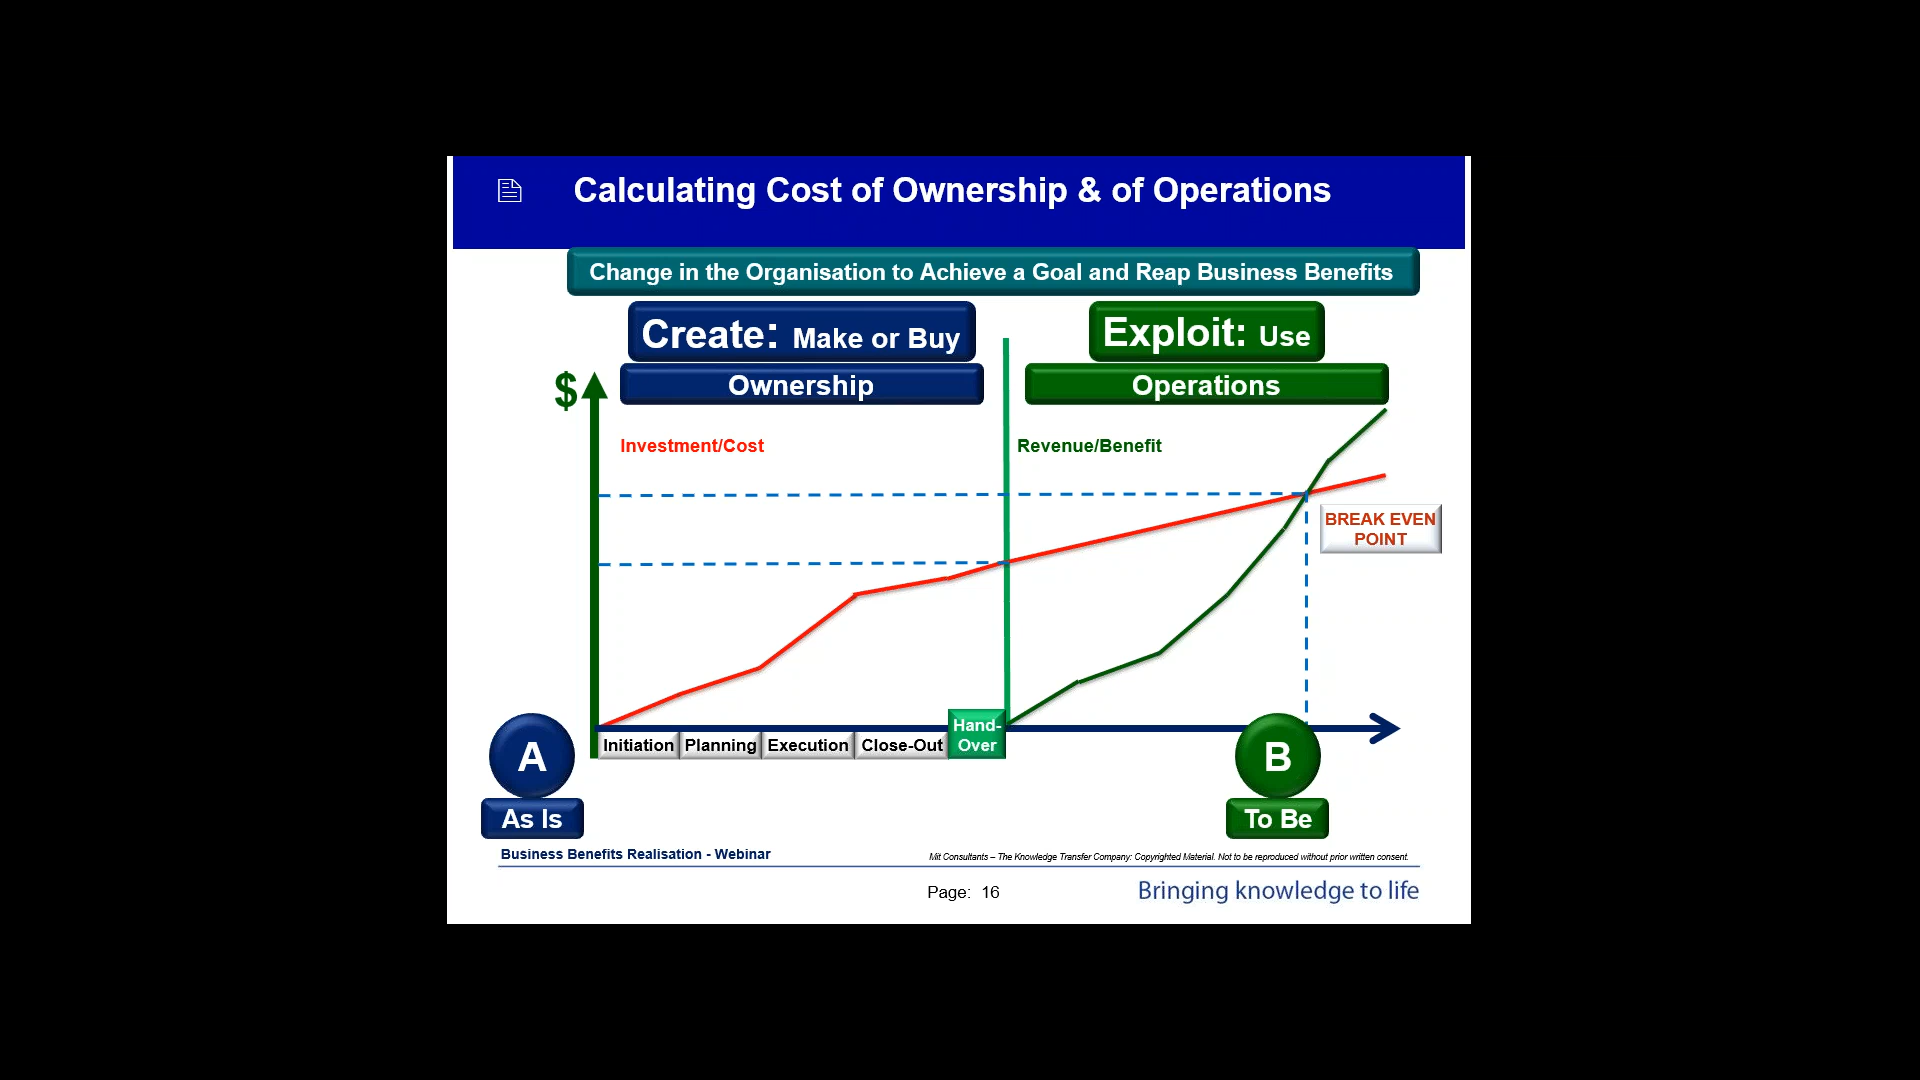 Calculating Cost of Ownership & of Operations
Change in the Organisation to Achieve a Goal and Reap Business Benefits
Create: Make or Buy
Exploit: Use
Ownership
Operations
$
Investment/Cost
Revenue/Benefit
BREAK EVEN
POINT
Hand-
Over
Initiation
Planning
Execution
Close-Out
A
B
As Is
To Be
Business Benefits Realisation - Webinar
Mit Consultants – The Knowledge Transfer Company: Copyrighted Material. Not to be reproduced without prior written consent.
Page: 16
Bringing knowledge to life